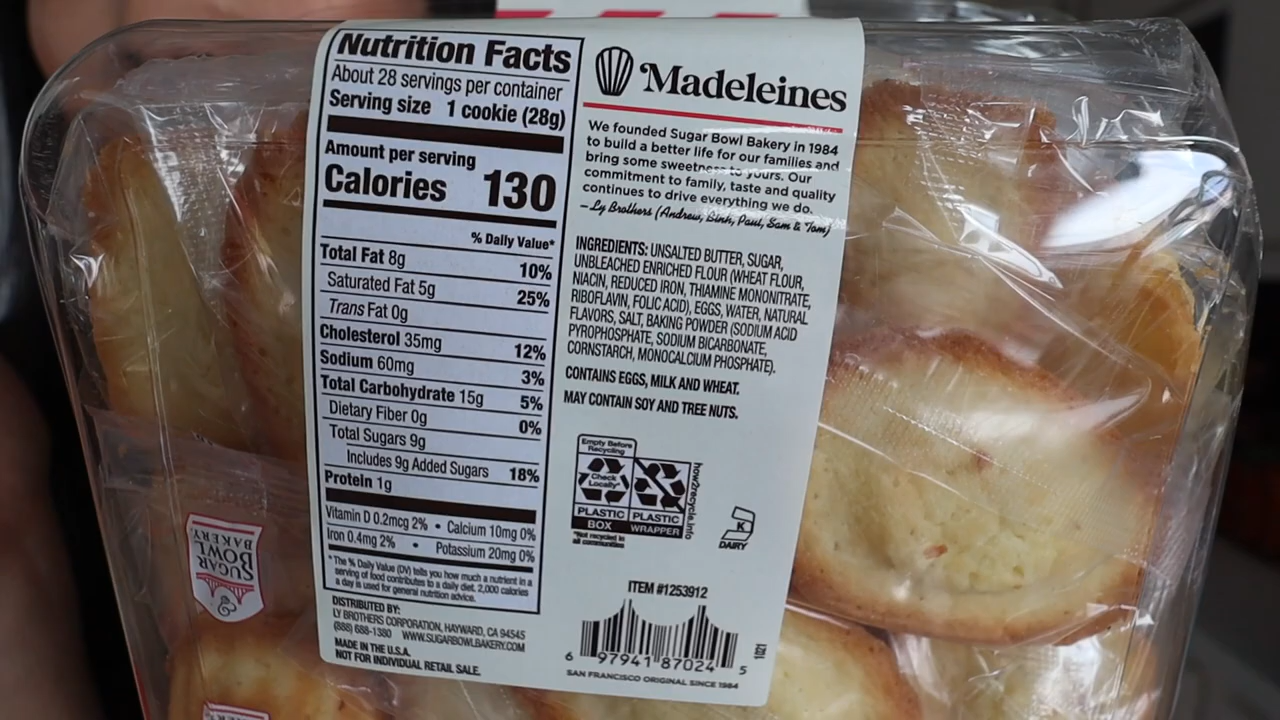 Nutrition Facts
About 28 servings per container
Serving size 1 cookie (28g)
Amount per serving
Calories 130
% Daily Value*
Total Fat 8g 10%
Saturated Fat 5g 25%
Trans Fat 0g
Cholesterol 35mg 12%
Sodium 60mg 3%
Total Carbohydrate 15g 5%
Dietary Fiber 0g 0%
Total Sugars 9g
Includes 9g Added Sugars 18%
Protein 1g
Vitamin D 0.2mcg 2% • Calcium 10mg 0%
Iron 0.4mg 2% • Potassium 20mg 0%
* The % Daily Value (DV) tells you how much a nutrient in a
serving of food contributes to a daily diet. 2,000 calories
a day is used for general nutrition advice.
DISTRIBUTED BY:
LY BROTHERS CORPORATION, HAYWARD, CA 94545
(888) 688-1380 WWW.SUGARBOWLBAKERY.COM
MADE IN THE U.S.A.
NOT FOR INDIVIDUAL RETAIL SALE.
Madeleines
We founded Sugar Bowl Bakery in 1984
to build a better life for our families and
bring some sweetness to yours. Our
commitment to family, taste and quality
continues to drive everything we do.
– Ly Brothers (Andrew, Binh, Paul, Sam & Tom)
INGREDIENTS: UNSALTED BUTTER, SUGAR,
UNBLEACHED ENRICHED FLOUR (WHEAT FLOUR,
NIACIN, REDUCED IRON, THIAMINE MONONITRATE,
RIBOFLAVIN, FOLIC ACID), EGGS, WATER, NATURAL
FLAVORS, SALT, BAKING POWDER (SODIUM ACID
PYROPHOSPHATE, SODIUM BICARBONATE,
CORNSTARCH, MONOCALCIUM PHOSPHATE).
CONTAINS EGGS, MILK AND WHEAT.
MAY CONTAIN SOY AND TREE NUTS.
Empty Before
Recycling
Check
Locally*
PLASTIC PLASTIC
BOX WRAPPER
*Not recycled in
all communities
how2recycle.info
K
DAIRY
ITEM #1253912
6 97941 87024 5
1021
SAN FRANCISCO ORIGINAL SINCE 1984
SUGAR
BOWL
BAKERY
BAKERY